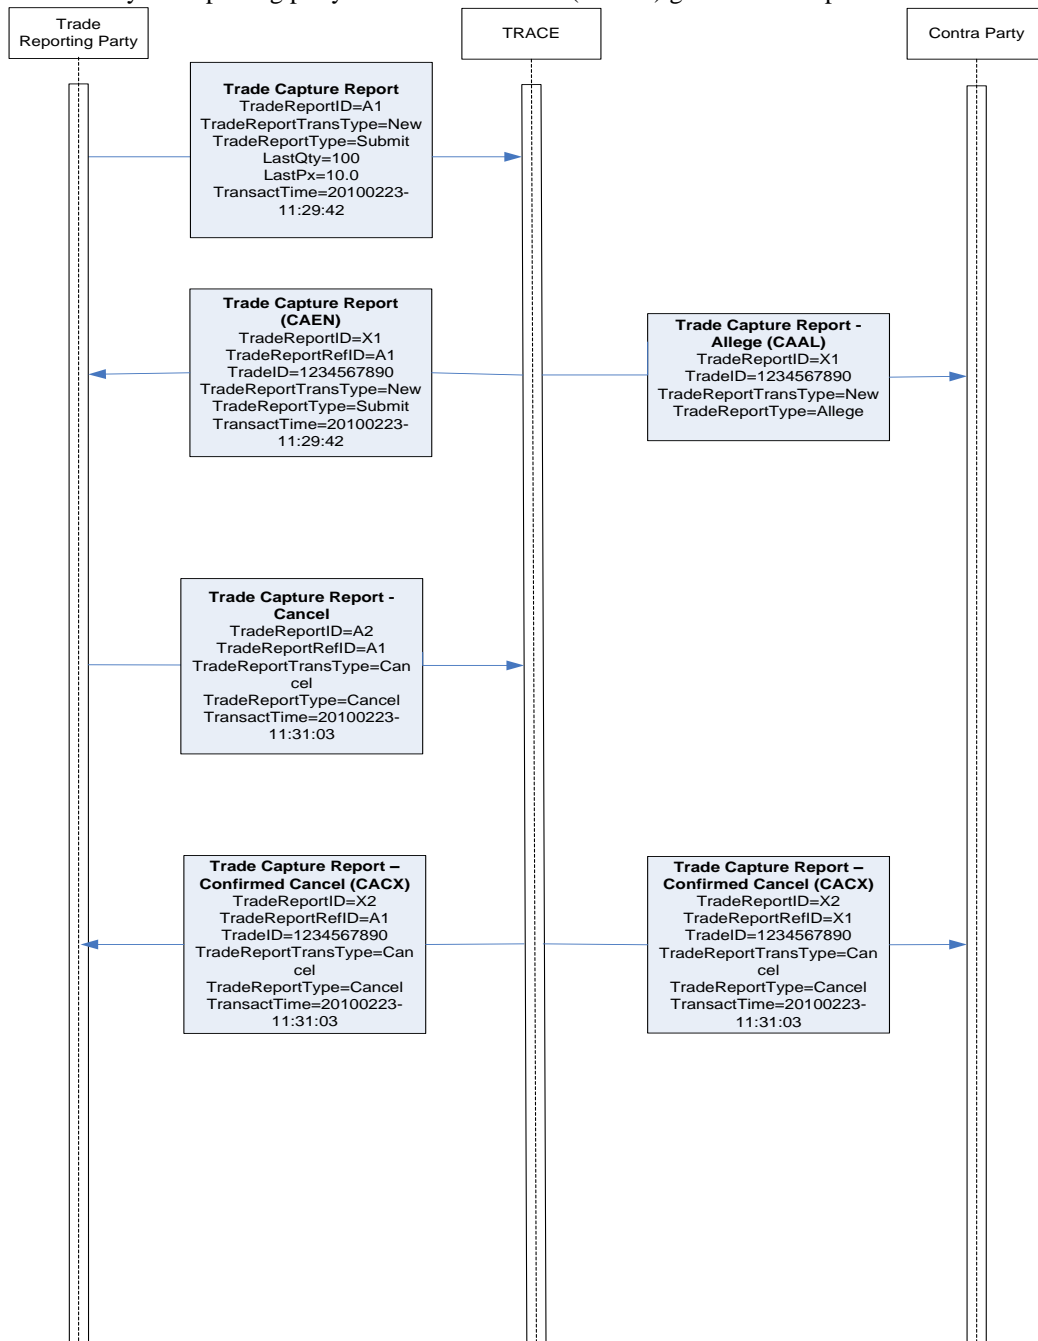 Trade
Reporting Party
TRACE
Contra Party
Trade Capture Report
TradeReportID=A1
TradeReportTransType=New
TradeReportType=Submit
LastQty=100
LastPx=10.0
TransactTime=20100223-
11:29:42
Trade Capture Report
(CAEN)
TradeReportID=X1
TradeReportRefID=A1
TradeID=1234567890
TradeReportTransType=New
TradeReportType=Submit
TransactTime=20100223-
11:29:42
Trade Capture Report -
Allege (CAAL)
TradeReportID=X1
TradeID=1234567890
TradeReportTransType=New
TradeReportType=Allege
Trade Capture Report -
Cancel
TradeReportID=A2
TradeReportRefID=A1
TradeReportTransType=Can
cel
TradeReportType=Cancel
TransactTime=20100223-
11:31:03
Trade Capture Report –
Confirmed Cancel (CACX)
TradeReportID=X2
TradeReportRefID=A1
TradeID=1234567890
TradeReportTransType=Can
cel
TradeReportType=Cancel
TransactTime=20100223-
11:31:03
Trade Capture Report –
Confirmed Cancel (CACX)
TradeReportID=X2
TradeReportRefID=X1
TradeID=1234567890
TradeReportTransType=Can
cel
TradeReportType=Cancel
TransactTime=20100223-
11:31:03